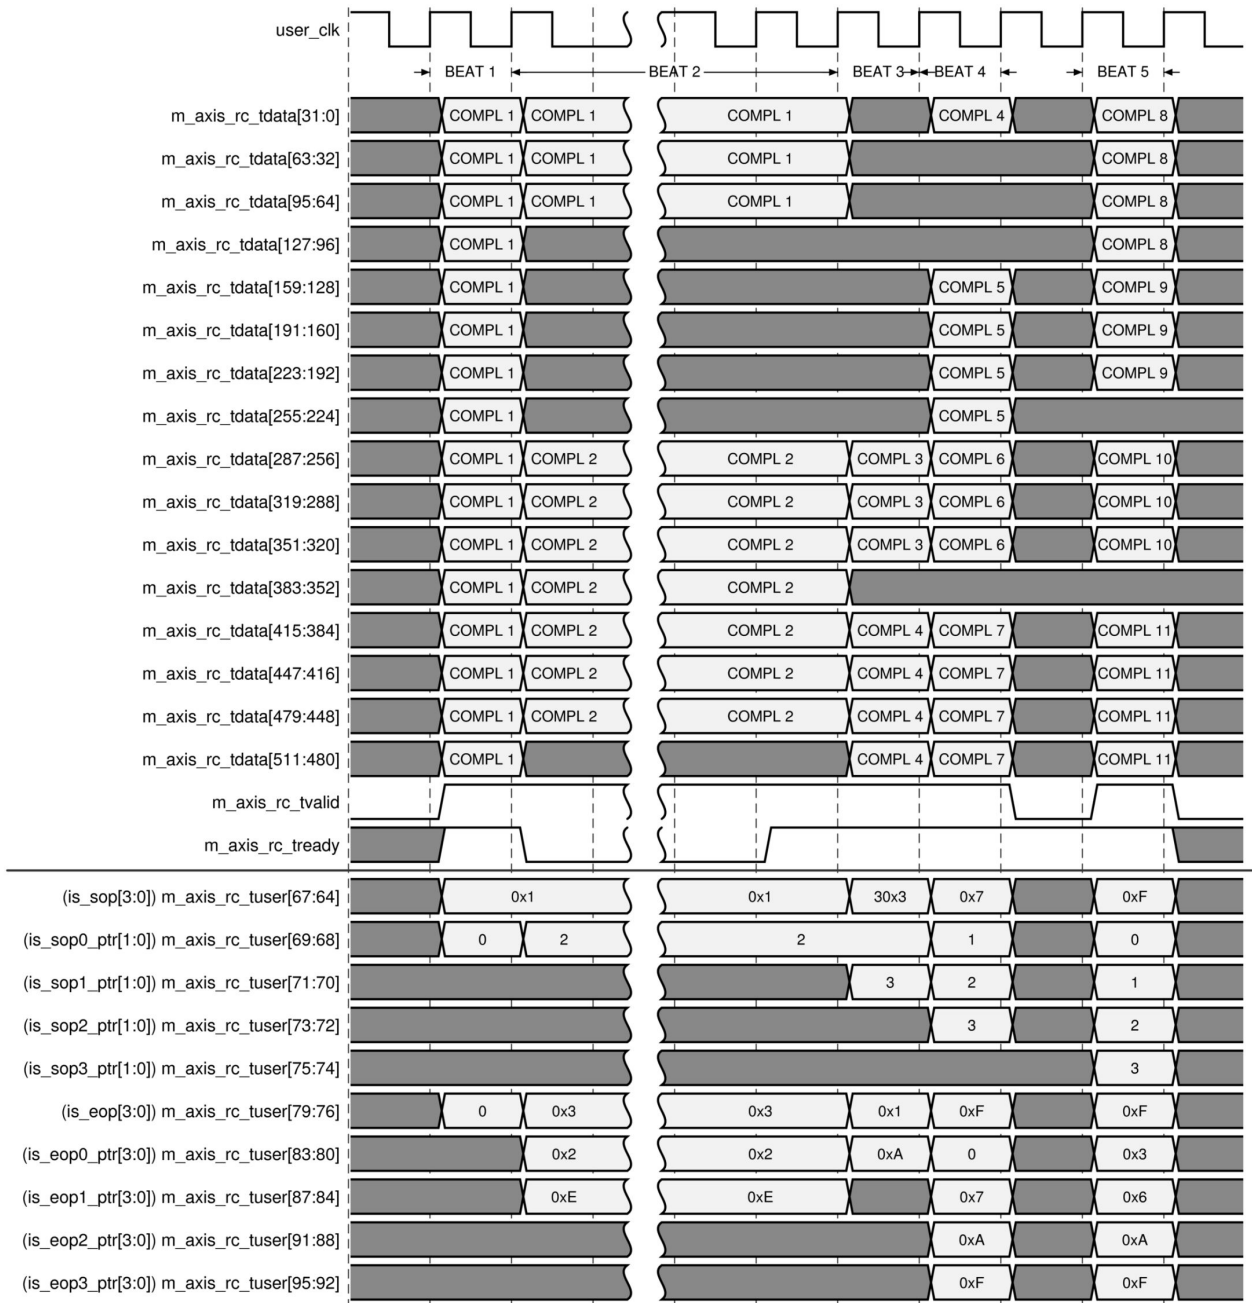 user_clk
BEAT 1 BEAT 2 BEAT 3 BEAT 4 BEAT 5
m_axis_rc_tdata[31:0] COMPL 1 COMPL 1 COMPL 1 COMPL 4 COMPL 8
m_axis_rc_tdata[63:32] COMPL 1 COMPL 1 COMPL 1 COMPL 8
m_axis_rc_tdata[95:64] COMPL 1 COMPL 1 COMPL 1 COMPL 8
m_axis_rc_tdata[127:96] COMPL 1 COMPL 8
m_axis_rc_tdata[159:128] COMPL 1 COMPL 5 COMPL 9
m_axis_rc_tdata[191:160] COMPL 1 COMPL 5 COMPL 9
m_axis_rc_tdata[223:192] COMPL 1 COMPL 5 COMPL 9
m_axis_rc_tdata[255:224] COMPL 1 COMPL 5
m_axis_rc_tdata[287:256] COMPL 1 COMPL 2 COMPL 2 COMPL 3 COMPL 6 COMPL 10
m_axis_rc_tdata[319:288] COMPL 1 COMPL 2 COMPL 2 COMPL 3 COMPL 6 COMPL 10
m_axis_rc_tdata[351:320] COMPL 1 COMPL 2 COMPL 2 COMPL 3 COMPL 6 COMPL 10
m_axis_rc_tdata[383:352] COMPL 1 COMPL 2 COMPL 2
m_axis_rc_tdata[415:384] COMPL 1 COMPL 2 COMPL 2 COMPL 4 COMPL 7 COMPL 11
m_axis_rc_tdata[447:416] COMPL 1 COMPL 2 COMPL 2 COMPL 4 COMPL 7 COMPL 11
m_axis_rc_tdata[479:448] COMPL 1 COMPL 2 COMPL 2 COMPL 4 COMPL 7 COMPL 11
m_axis_rc_tdata[511:480] COMPL 1 COMPL 4 COMPL 7 COMPL 11
m_axis_rc_tvalid
m_axis_rc_tready
(is_sop[3:0]) m_axis_rc_tuser[67:64] 0x1 0x1 30x3 0x7 0xF
(is_sop0_ptr[1:0]) m_axis_rc_tuser[69:68] 0 2 2 1 0
(is_sop1_ptr[1:0]) m_axis_rc_tuser[71:70] 3 2 1
(is_sop2_ptr[1:0]) m_axis_rc_tuser[73:72] 3 2
(is_sop3_ptr[1:0]) m_axis_rc_tuser[75:74] 3
(is_eop[3:0]) m_axis_rc_tuser[79:76] 0 0x3 0x3 0x1 0xF 0xF
(is_eop0_ptr[3:0]) m_axis_rc_tuser[83:80] 0x2 0x2 0xA 0 0x3
(is_eop1_ptr[3:0]) m_axis_rc_tuser[87:84] 0xE 0xE 0x7 0x6
(is_eop2_ptr[3:0]) m_axis_rc_tuser[91:88] 0xA 0xA
(is_eop3_ptr[3:0]) m_axis_rc_tuser[95:92] 0xF 0xF